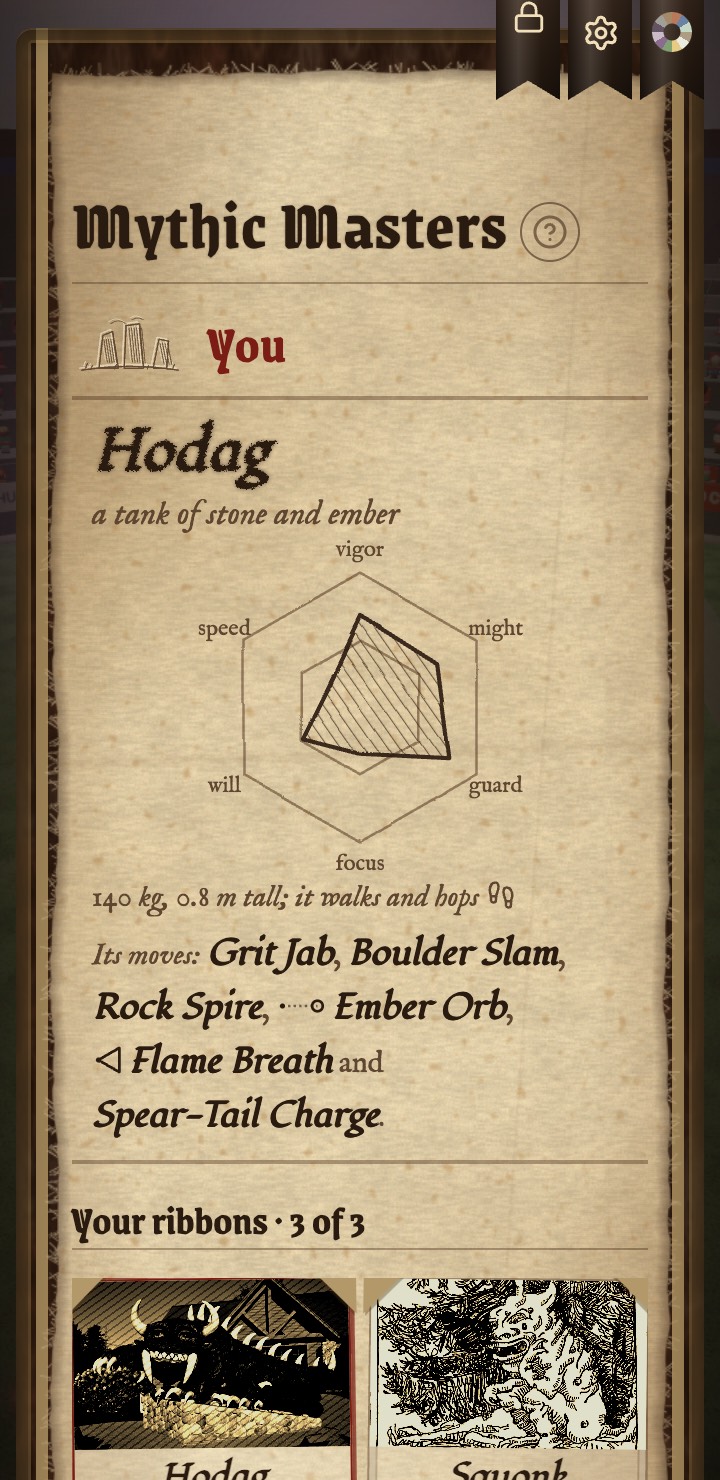 Mythic Masters ?
You
Hodag
a tank of stone and ember
vigor
speed
might
will
guard
focus
140 kg, 0.8 m tall; it walks and hops
Its moves: Grit Jab, Boulder Slam,
Rock Spire, Ember Orb,
Flame Breath and
Spear-Tail Charge.
Your ribbons · 3 of 3
Hodag
Squonk